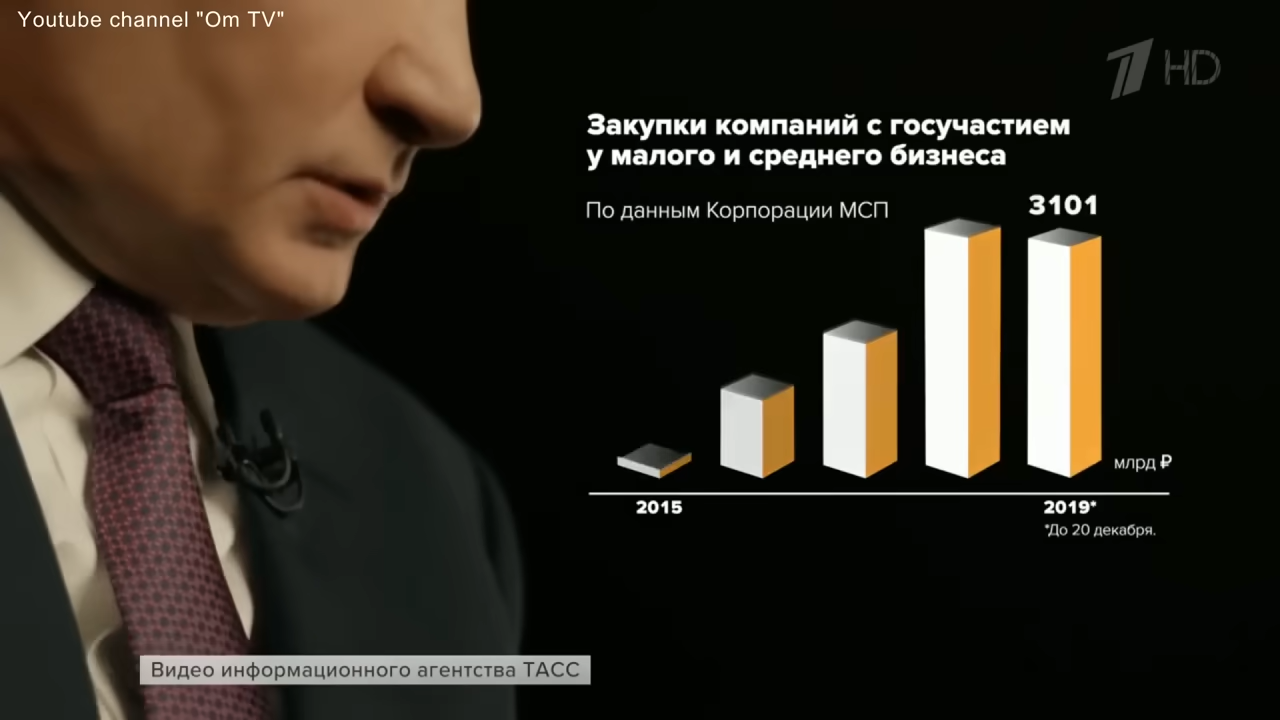 Youtube channel "Om TV"
HD
Закупки компаний с госучастием
у малого и среднего бизнеса
По данным Корпорации МСП
3101
млрд ₽
2015
2019*
*До 20 декабря.
Видео информационного агентства ТАСС